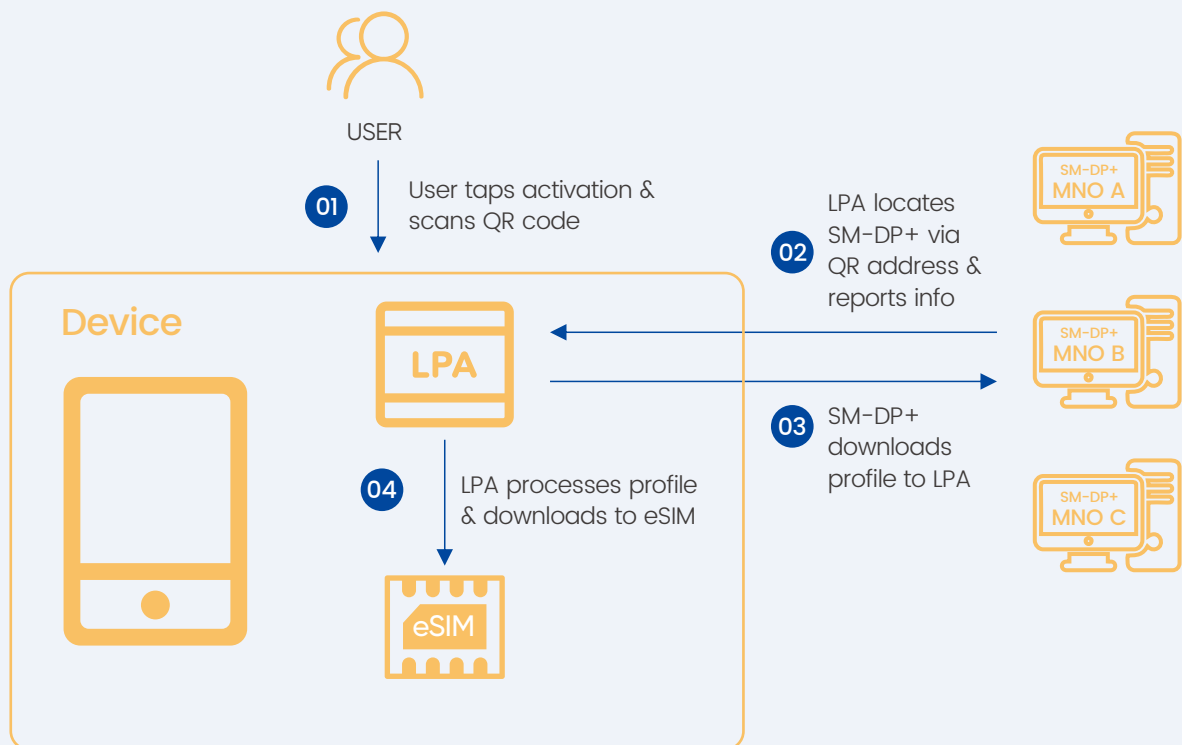 USER
01
User taps activation &
scans QR code
SM-DP+
MNO A
LPA locates
SM-DP+ via
QR address &
reports info
02
Device
LPA
SM-DP+
MNO B
03
SM-DP+
downloads
profile to LPA
04
LPA processes profile
& downloads to eSIM
SM-DP+
MNO C
eSIM